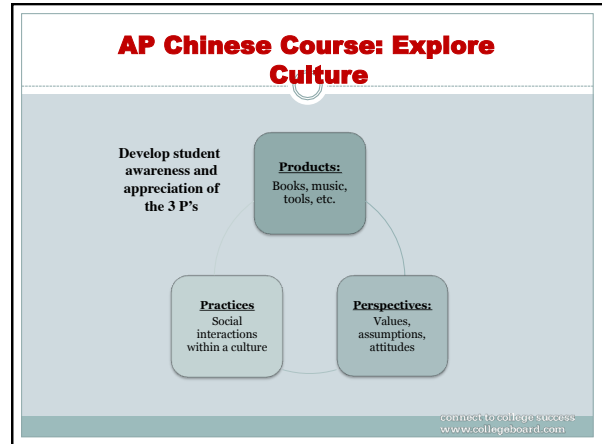 AP Chinese Course: Explore
Culture
Develop student
awareness and
appreciation of
the 3 P's
Products:
Books, music,
tools, etc.
Practices
Social
interactions
within a culture
Perspectives:
Values,
assumptions,
attitudes
connect to college success
www.collegeboard.com